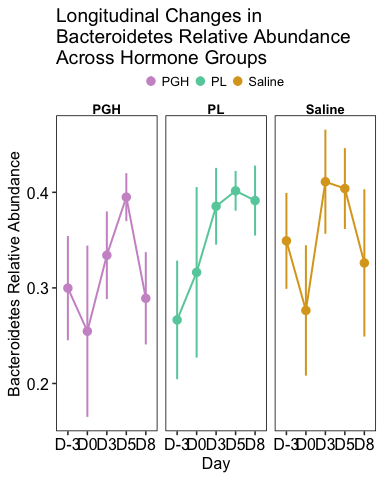 Longitudinal Changes in
Bacteroidetes Relative Abundance
Across Hormone Groups
PGH PL Saline
PGH PL Saline
Bacteroidetes Relative Abundance
0.4
0.3
0.2
D-3 D0 D3 D5 D8 D-3 D0 D3 D5 D8 D-3 D0 D3 D5 D8
Day